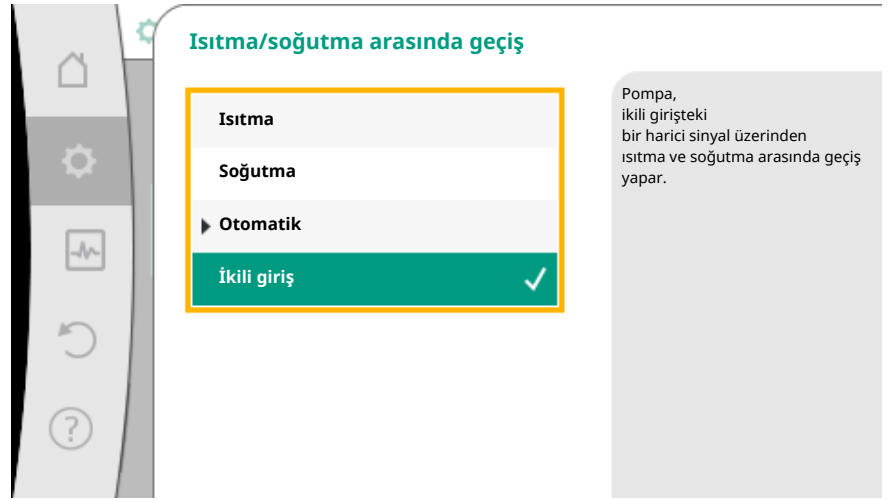 Isıtma/soğutma arasında geçiş
Isıtma
Soğutma
Otomatik
İkili giriş
Pompa,
ikili girişteki
bir harici sinyal üzerinden
ısıtma ve soğutma arasında geçiş
yapar.